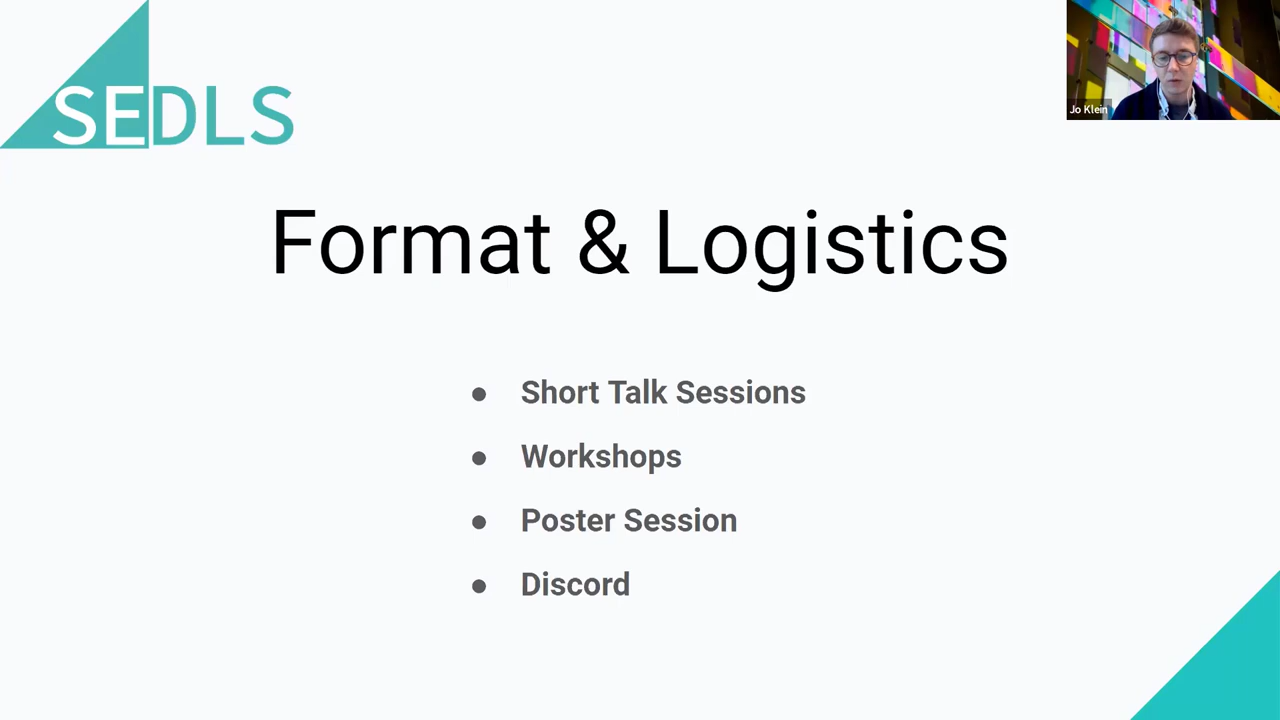 SEDLS
Jo Klein
Format & Logistics
● Short Talk Sessions
● Workshops
● Poster Session
● Discord